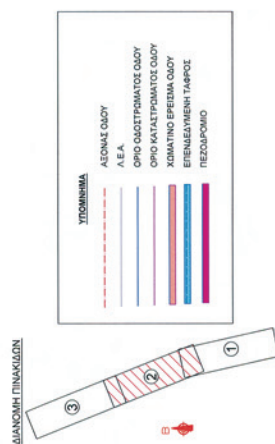 ΥΠΟΜΝΗΜΑ
ΑΞΟΝΑΣ ΟΔΟΥ
Λ.Ε.Α.
ΟΡΙΟ ΟΔΟΣΤΡΩΜΑΤΟΣ ΟΔΟΥ
ΟΡΙΟ ΚΑΤΑΣΤΡΩΜΑΤΟΣ ΟΔΟΥ
ΧΩΜΑΤΙΝΟ ΕΡΕΙΣΜΑ ΟΔΟΥ
ΕΠΕΝΔΕΔΥΜΕΝΗ ΤΑΦΡΟΣ
ΠΕΖΟΔΡΟΜΙΟ
ΔΙΑΝΟΜΗ ΠΙΝΑΚΙΔΩΝ
3
2
1
Β